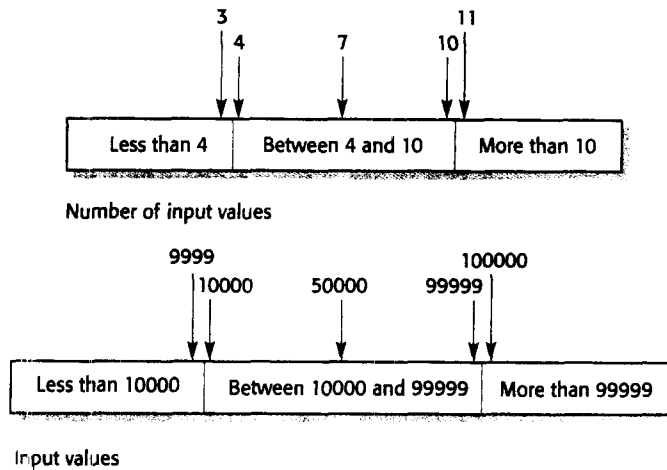 3
11
4
7
10
Less than 4
Between 4 and 10
More than 10
Number of input values
9999
100000
10000
50000
99999
Less than 10000
Between 10000 and 99999
More than 99999
Input values